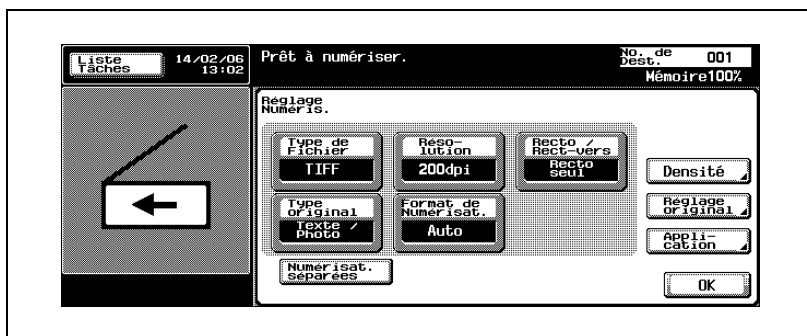 Liste
Tâches
14/02/06
13:02
Prêt à numériser.
No. de
Dest.
001
Mémoire100%
Réglage
Numéris.
Type de
Fichier
TIFF
Réso-
lution
200dpi
Recto /
Rect-vers
Recto
seul
Densité
Type
original
Texte /
Photo
Format de
Numérisat.
Auto
Réglage
original
Appli-
cation
Numérisat.
séparées
OK